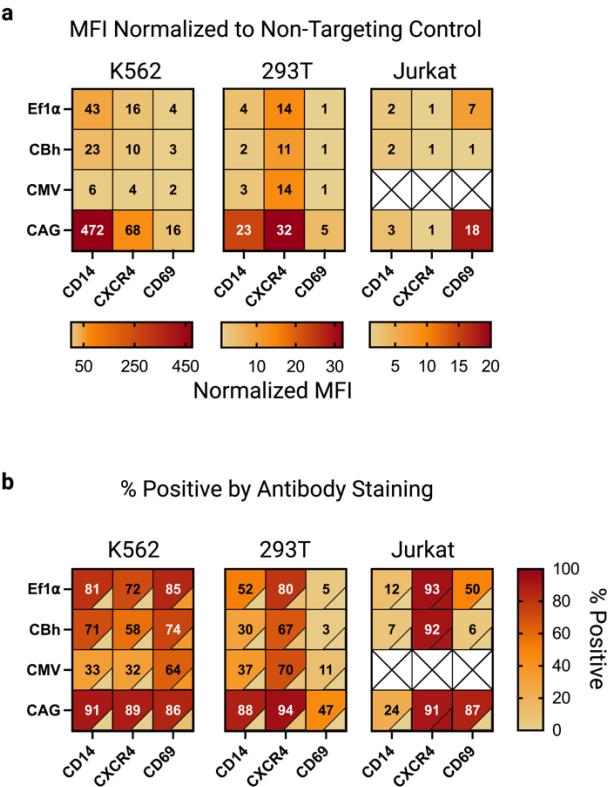 a
MFI Normalized to Non-Targeting Control
K562 293T Jurkat
Ef1α 43 16 4 4 14 1 2 1 7
CBh 23 10 3 2 11 1 2 1 1
CMV 6 4 2 3 14 1
CAG 472 68 16 23 32 5 3 1 18
CD14 CXCR4 CD69 CD14 CXCR4 CD69 CD14 CXCR4 CD69
50 250 450 10 20 30 5 10 15 20
Normalized MFI
b
% Positive by Antibody Staining
K562 293T Jurkat
Ef1α 81 72 85 52 80 5 12 93 50
CBh 71 58 74 30 67 3 7 92 6
CMV 33 32 64 37 70 11
CAG 91 89 86 88 94 47 24 91 87
CD14 CXCR4 CD69 CD14 CXCR4 CD69 CD14 CXCR4 CD69
100
80
60
40
20
0
% Positive